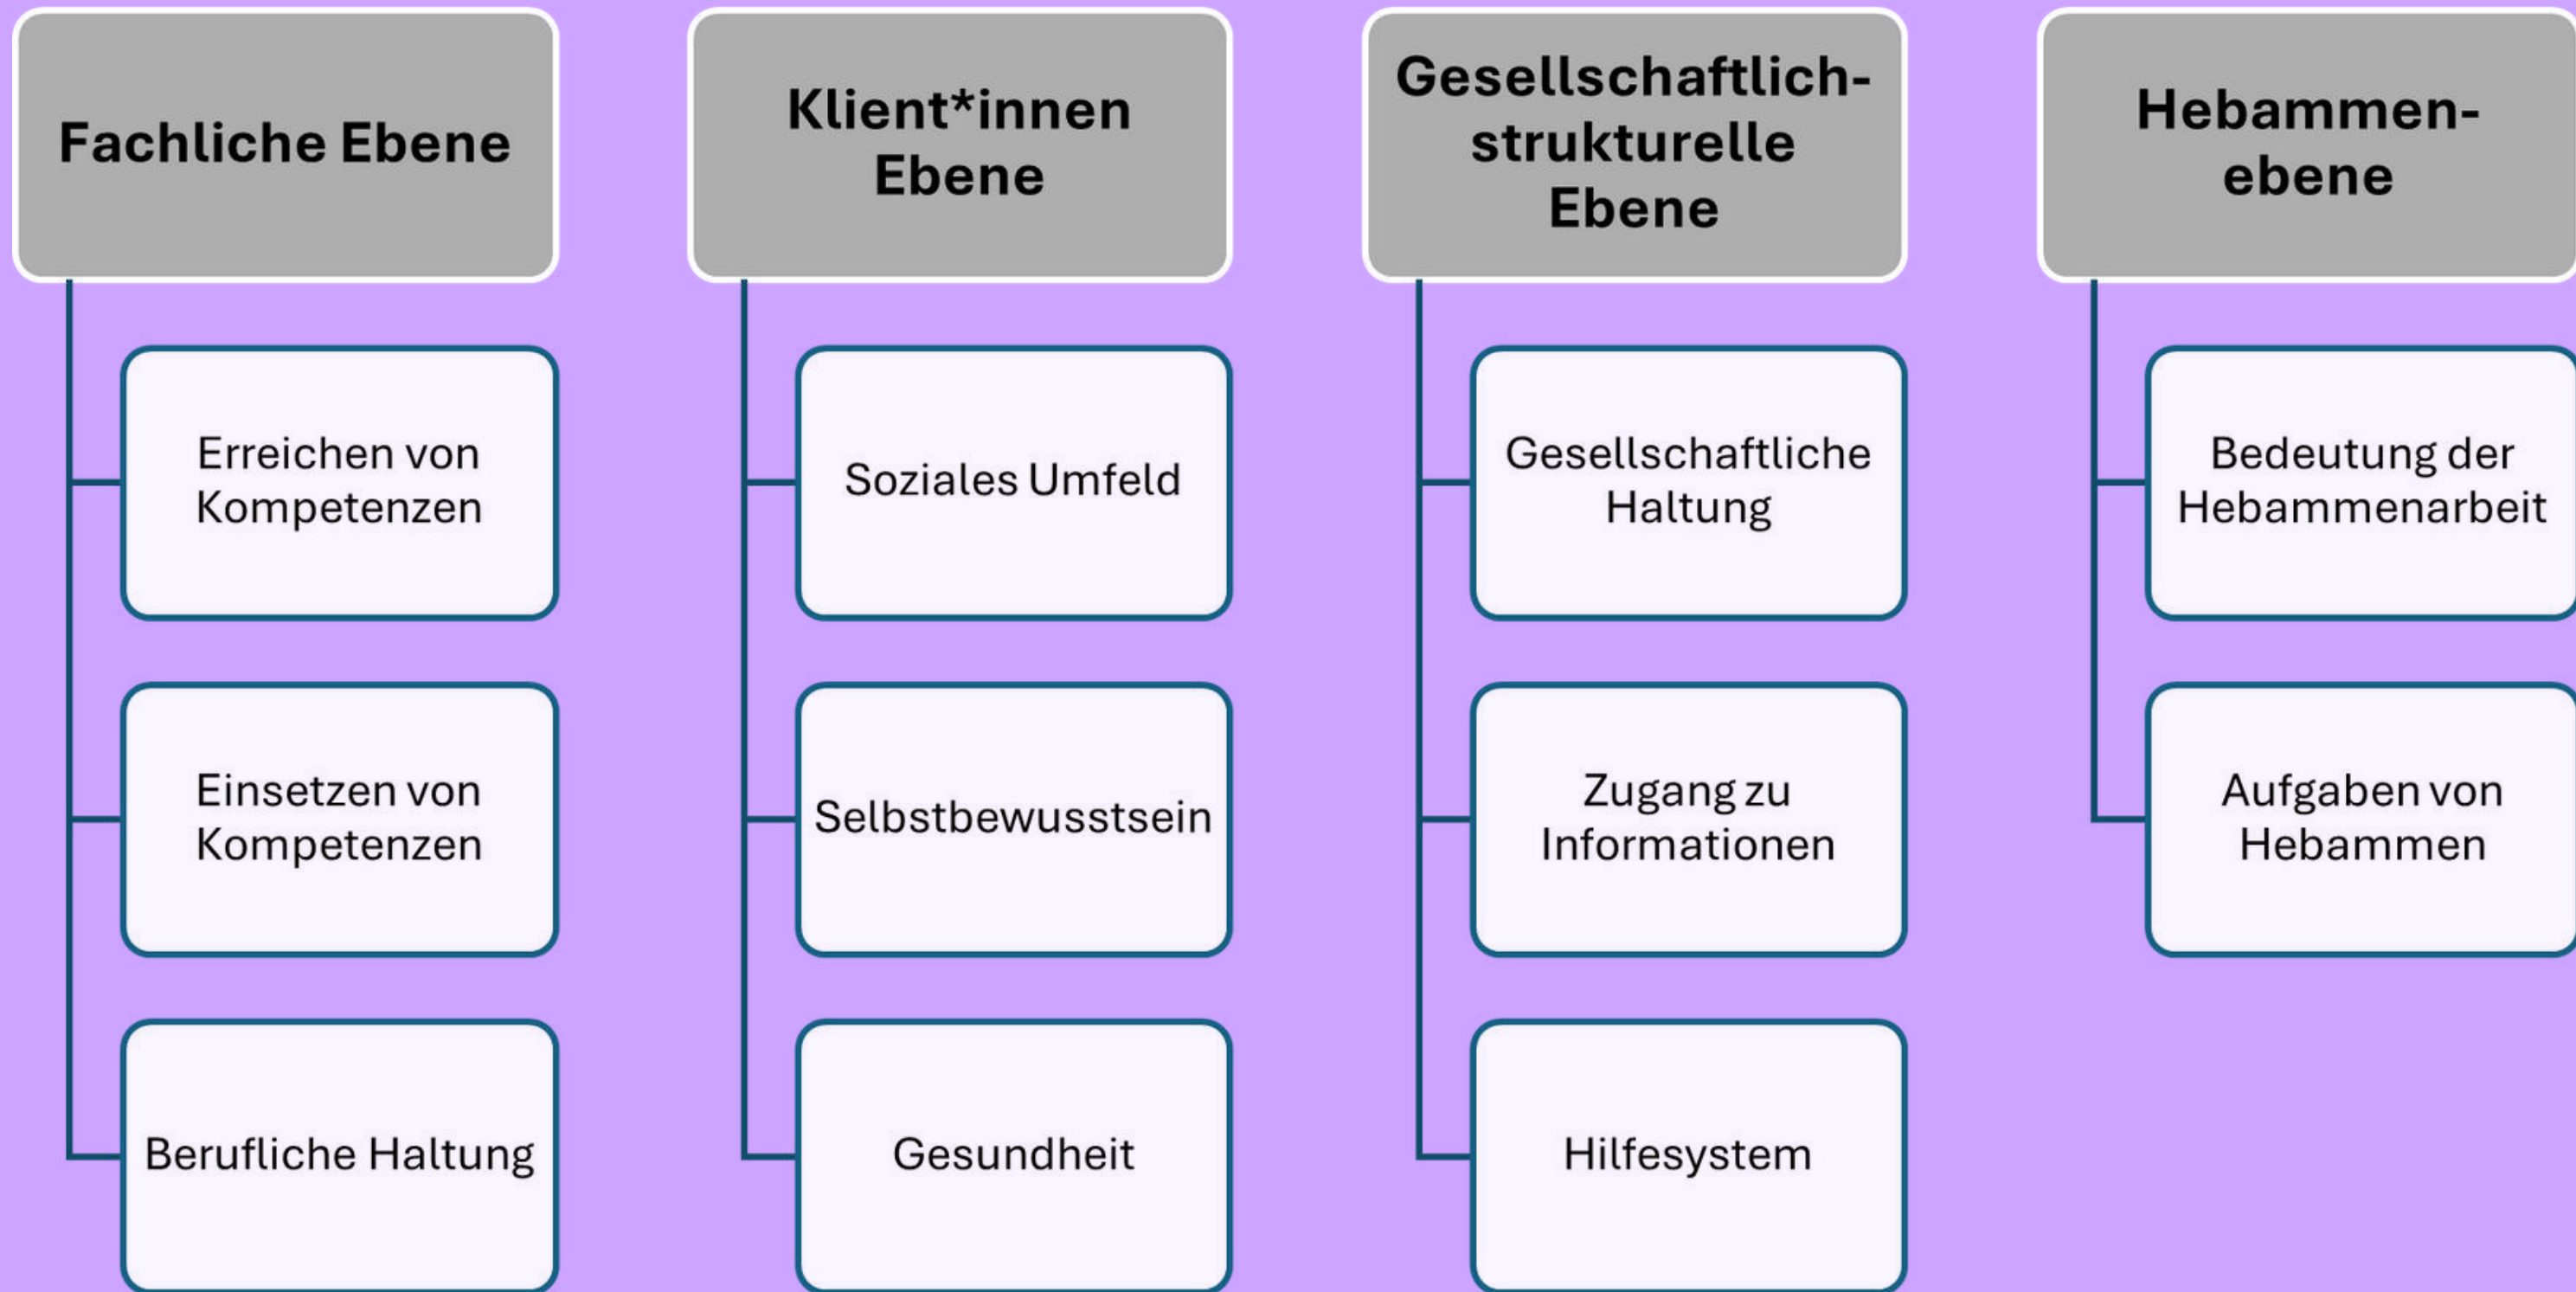 Fachliche Ebene
Erreichen von
Kompetenzen
Einsetzen von
Kompetenzen
Berufliche Haltung
Klient*innen
Ebene
Soziales Umfeld
Selbstbewusstsein
Gesundheit
Gesellschaftlich-
strukturelle
Ebene
Gesellschaftliche
Haltung
Zugang zu
Informationen
Hilfesystem
Hebammen-
ebene
Bedeutung der
Hebammenarbeit
Aufgaben von
Hebammen